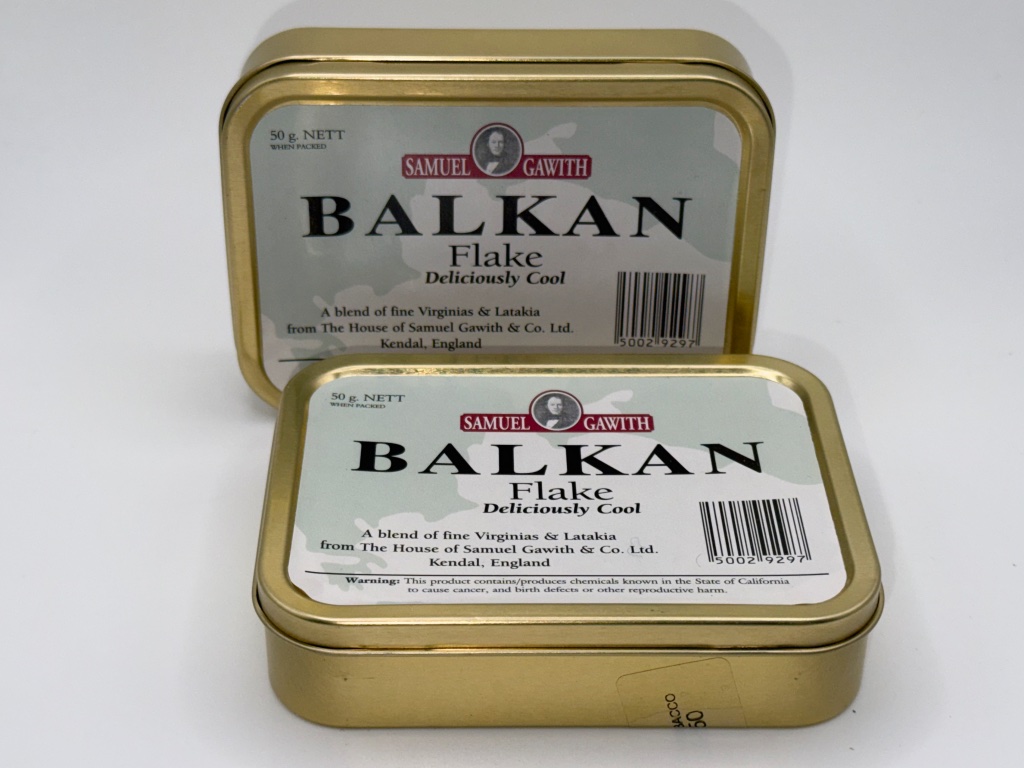 50 g. NETT
WHEN PACKED
SAMUEL GAWITH
BALKAN
Flake
Deliciously Cool
A blend of fine Virginias & Latakia
from The House of Samuel Gawith & Co. Ltd.
Kendal, England
5002 9297
50 g. NETT
WHEN PACKED
SAMUEL GAWITH
BALKAN
Flake
Deliciously Cool
A blend of fine Virginias & Latakia
from The House of Samuel Gawith & Co. Ltd.
Kendal, England
5002 9297
Warning: This product contains/produces chemicals known in the State of California
to cause cancer, and birth defects or other reproductive harm.
ACCO
50